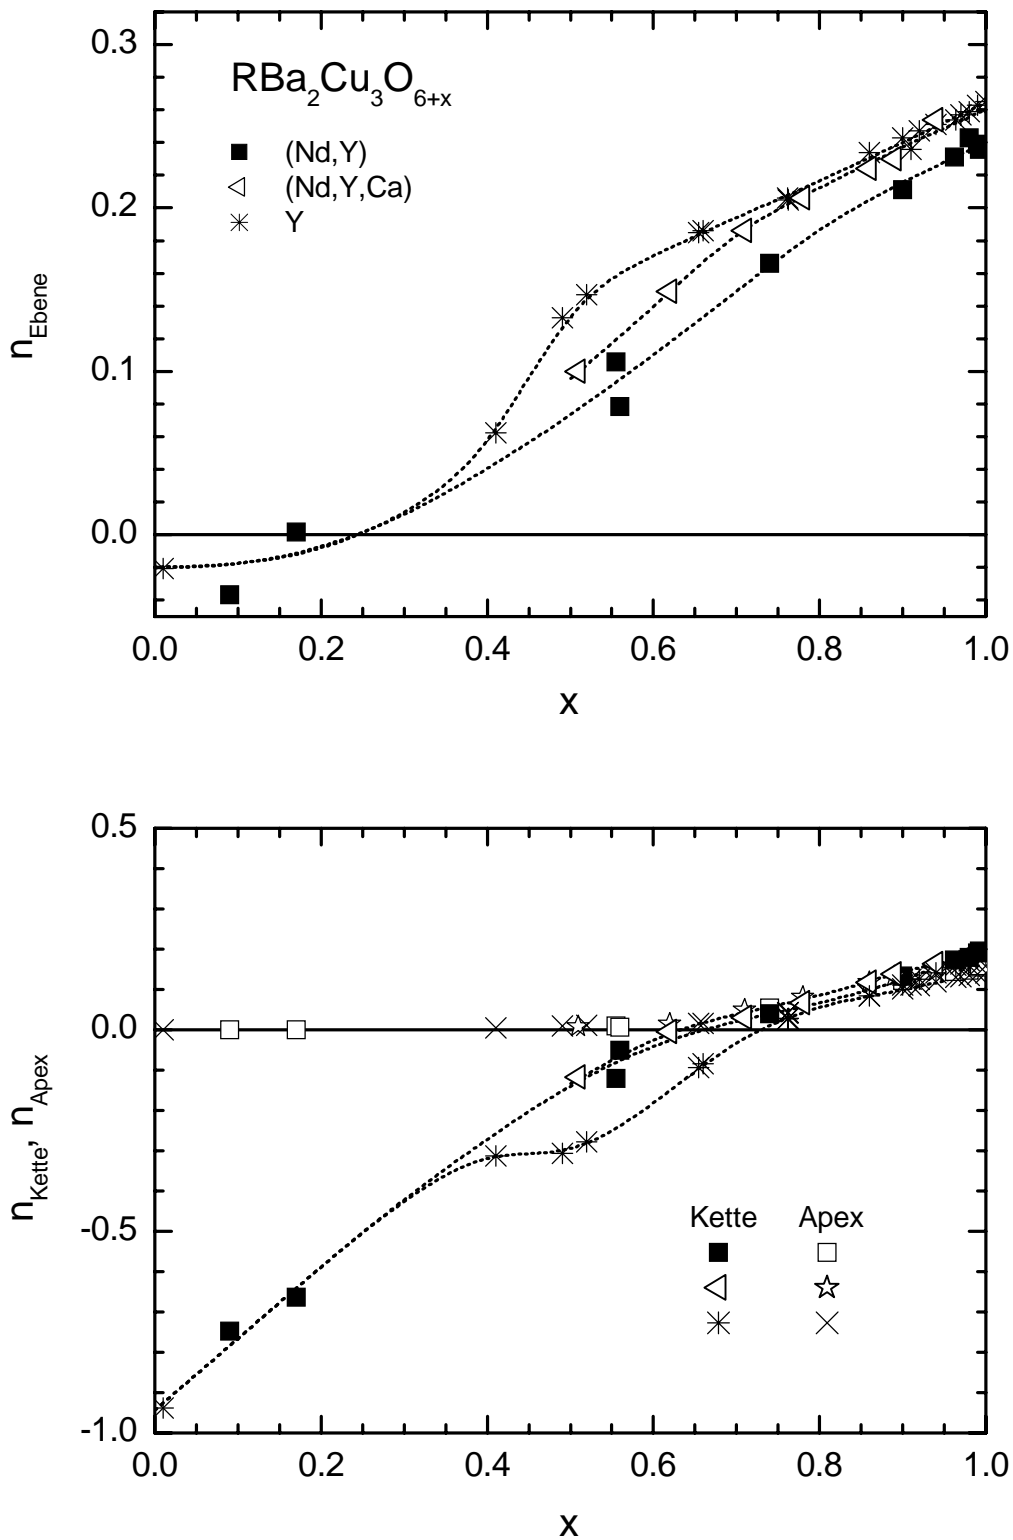 0.3
RBa2Cu3O6+x
(Nd,Y)
(Nd,Y,Ca)
Y
0.2
0.1
0.0
nEbene
0.0 0.2 0.4 0.6 0.8 1.0
x
0.5
0.0
-0.5
-1.0
nKette, nApex
Kette Apex
0.0 0.2 0.4 0.6 0.8 1.0
x